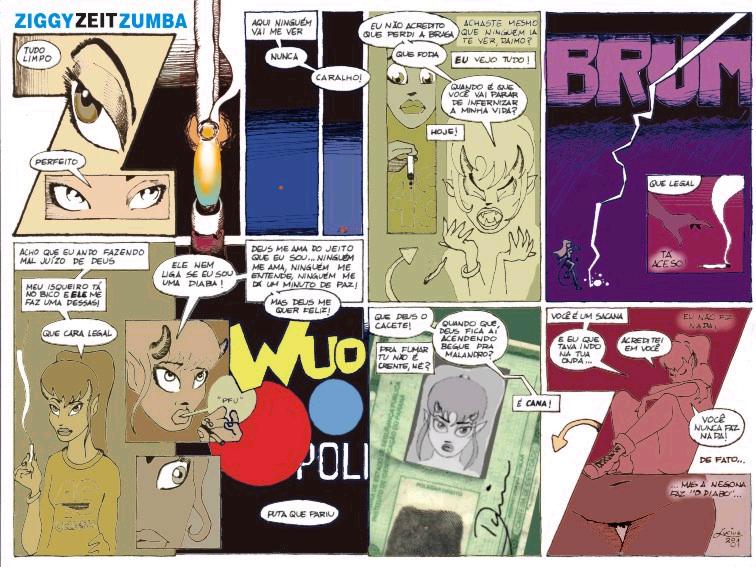 ZIGGYZEITZUMBA
TUDO
LIMPO
PERFEITO
AQUI NINGUÉM
VAI ME VER
NUNCA
CARALHO!
EU NÃO ACREDITO
QUE PERDI A BRUSA
QUE FODA
ACHASTE MESMO
QUE NINGUÉM IA
TE VER, DAIMO?
EU VEJO TUDO!
QUANDO É QUE
VOCÊ VAI PARAR
DE INFERNIZAR
A MINHA VIDA?
HOJE!
BRUM
QUE LEGAL
TÁ
ACESO
ACHO QUE EU ANDO FAZENDO
MAL JUÍZO DE DEUS
MEU ISQUEIRO TÁ
NO BICO E ELE ME
FAZ UMA DESSAS!
QUE CARA LEGAL
ELE NEM
LIGA SE EU SOU
UMA DIABA!
"PFU"
DEUS ME AMA DO JEITO
QUE EU SOU... NINGUÉM
ME AMA, NINGUÉM ME
ENTENDE, NINGUÉM ME
DÁ UM MINUTO DE PAZ!
MAS DEUS ME
QUER FELIZ!
WUO
POLI
PUTA QUE PARIU
QUE DEUS O
CACETE!
PRA FUMAR
TU NÃO É
CRENTE, NÉ?
QUANDO QUE,
DEUS FICA AÍ
ACENDENDO
BEGUE PRA
MALANDRO?
É CANA!
POLEGAR DIREITO
VOCÊ É UM SACANA
E EU QUE
TAVA INDO
NA TUA
ONDA...
EU NÃO FIZ
NADA!
ACREDITEI
EM VOCÊ
VOCÊ
NUNCA FAZ
NADA!
DE FATO...
...MAS A NEGONA
FAZ "O DIABO"...